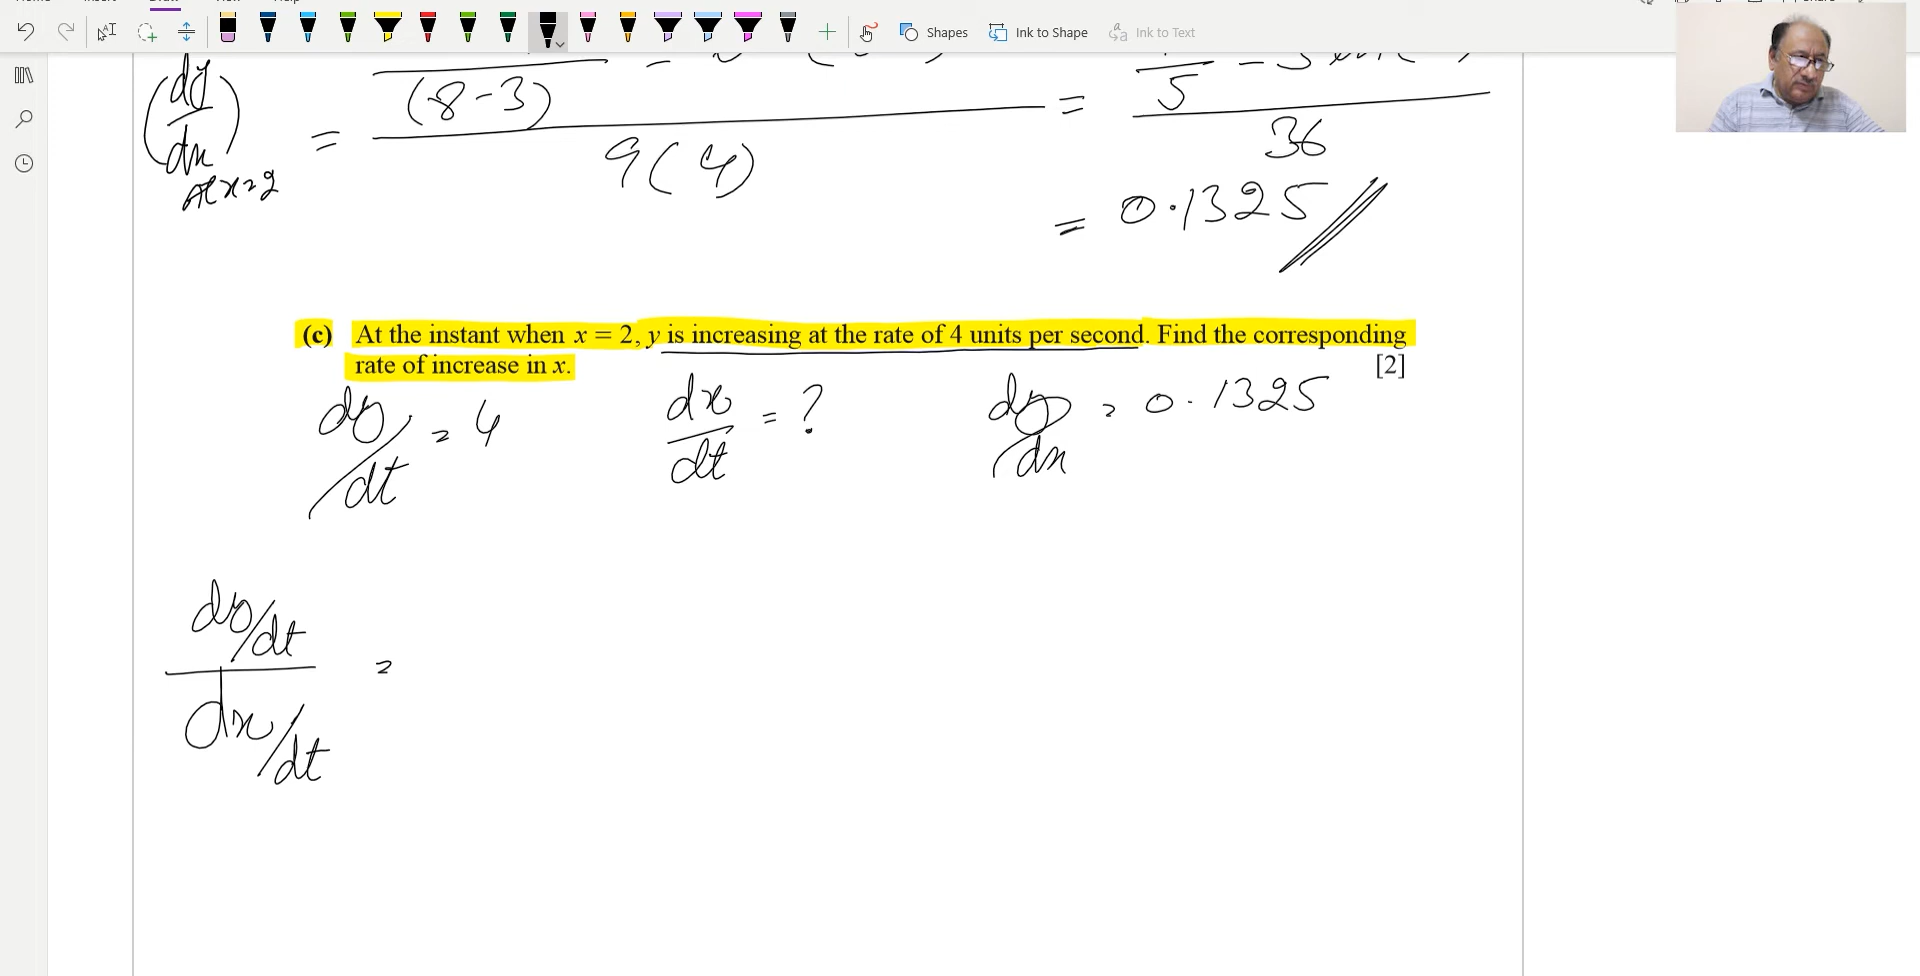 Shapes Ink to Shape Ink to Text
(dy/dx) At x=2 = (8-3) / 9(4) = 5 / 36
= 0.1325
(c) At the instant when x = 2, y is increasing at the rate of 4 units per second. Find the corresponding
rate of increase in x. [2]
dy/dt = 4 dx/dt = ? dy/dx = 0.1325
dy/dt
dx/dt =